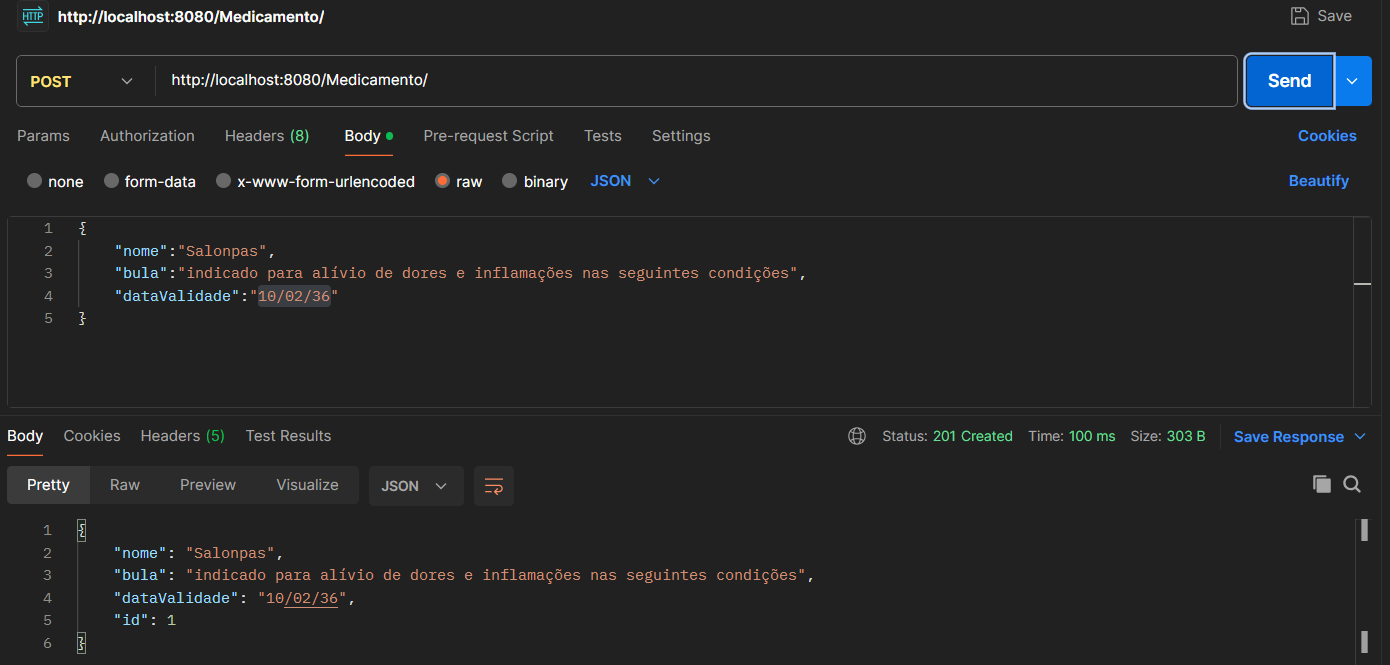 HTTP http://localhost:8080/Medicamento/ Save
POST http://localhost:8080/Medicamento/ Send
Params Authorization Headers (8) Body Pre-request Script Tests Settings Cookies
none form-data x-www-form-urlencoded raw binary JSON Beautify
1 {
2 "nome":"Salonpas",
3 "bula":"indicado para alívio de dores e inflamações nas seguintes condições",
4 "dataValidade":"10/02/36"
5 }
Body Cookies Headers (5) Test Results Status: 201 Created Time: 100 ms Size: 303 B Save Response
Pretty Raw Preview Visualize JSON
1 {
2 "nome": "Salonpas",
3 "bula": "indicado para alívio de dores e inflamações nas seguintes condições",
4 "dataValidade": "10/02/36",
5 "id": 1
6 }